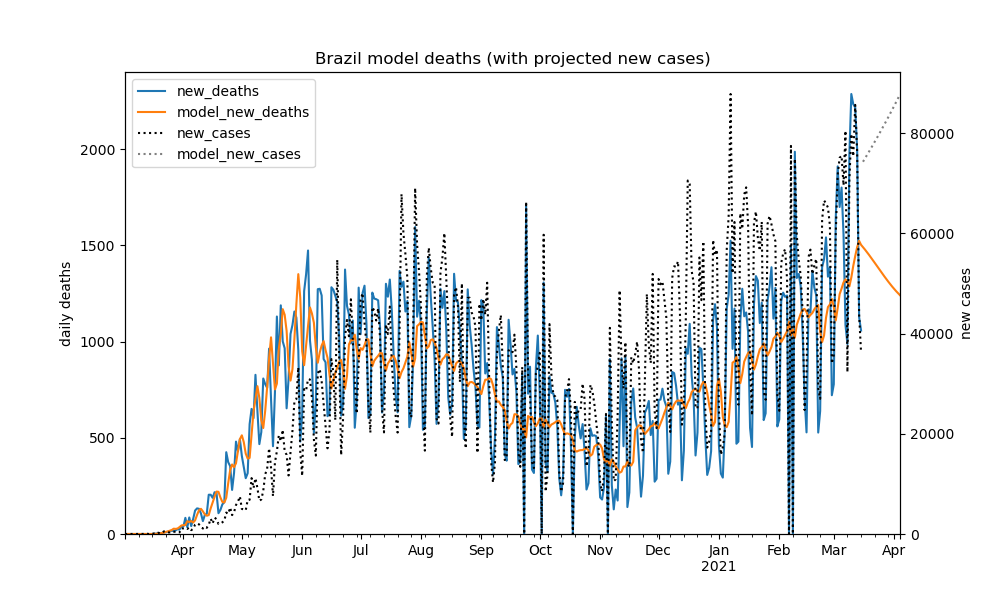 Brazil model deaths (with projected new cases)
new_deaths
model_new_deaths
new_cases
model_new_cases
daily deaths
2000
1500
1000
500
0
80000
60000
40000
20000
0
new cases
Apr May Jun Jul Aug Sep Oct Nov Dec Jan Feb Mar Apr
2021